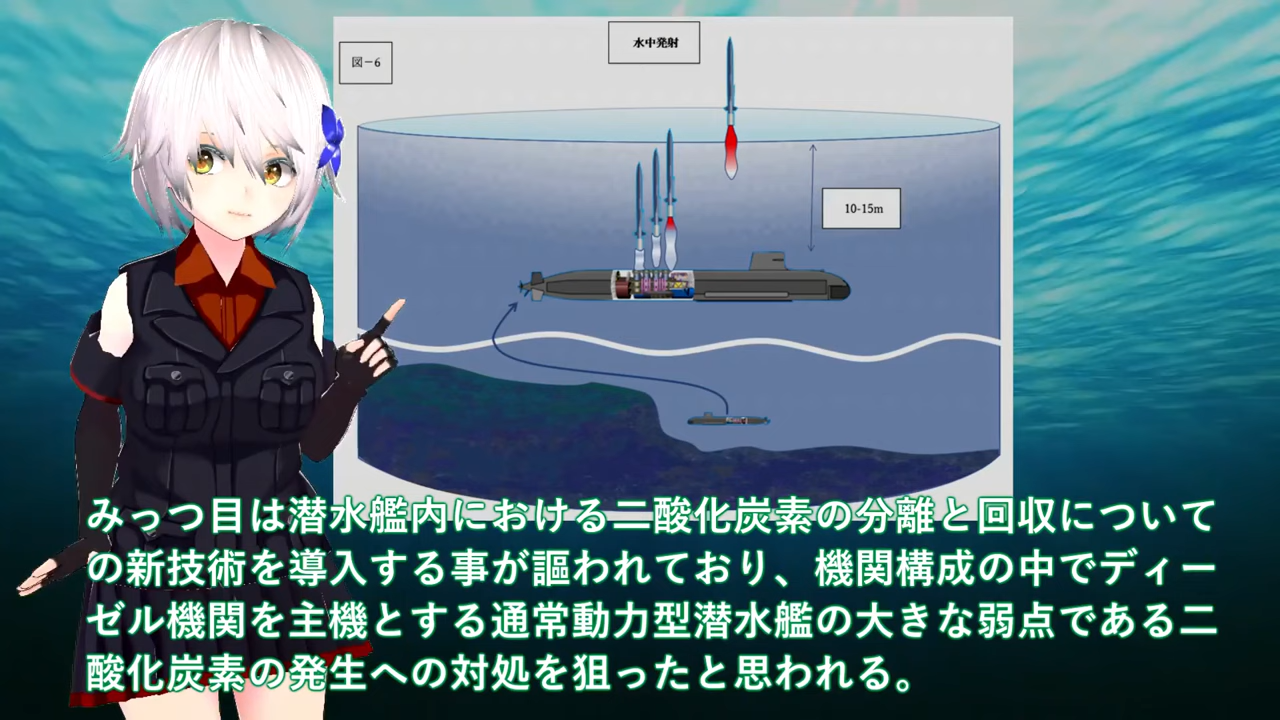 図－6
水中発射
10-15m
みっつ目は潜水艦内における二酸化炭素の分離と回収について
の新技術を導入する事が謳われており、機関構成の中でディー
ゼル機関を主機とする通常動力型潜水艦の大きな弱点である二
酸化炭素の発生への対処を狙ったと思われる。